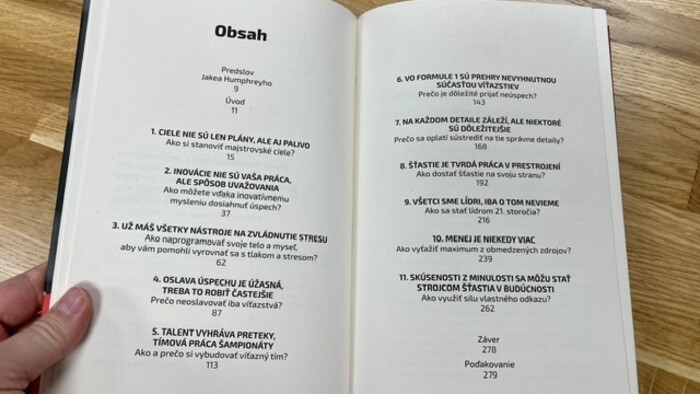 Obsah
Predslov
Jakea Humphreyho
9
Úvod
11
1. CIELE NIE SÚ LEN PLÁNY, ALE AJ PALIVO
Ako si stanoviť majstrovské ciele?
15
2. INOVÁCIE NIE SÚ VAŠA PRÁCA,
ALE SPÔSOB UVAŽOVANIA
Ako môžete vďaka inovatívnemu
mysleniu dosiahnuť úspech?
37
3. UŽ MÁŠ VŠETKY NÁSTROJE NA ZVLÁDNUTIE STRESU
Ako naprogramovať svoje telo a myseľ,
aby vám pomohli vyrovnať sa s tlakom a stresom?
62
4. OSLAVA ÚSPECHU JE ÚŽASNÁ,
TREBA TO ROBIŤ ČASTEJŠIE
Prečo neoslavovať iba víťazstvá?
87
5. TALENT VYHRÁVA PRETEKY,
TÍMOVÁ PRÁCA ŠAMPIONÁTY
Ako a prečo si vybudovať víťazný tím?
113
6. VO FORMULE 1 SÚ PREHRY NEVYHNUTNOU
SÚČASŤOU VÍŤAZSTIEV
Prečo je dôležité prijať neúspech?
143
7. NA KAŽDOM DETAILE ZÁLEŽÍ, ALE NIEKTORÉ
SÚ DÔLEŽITEJŠIE
Prečo sa oplatí sústrediť na tie správne detaily?
168
8. ŠŤASTIE JE TVRDÁ PRÁCA V PRESTROJENÍ
Ako dostať šťastie na svoju stranu?
192
9. VŠETCI SME LÍDRI, IBA O TOM NEVIEME
Ako sa stať lídrom 21. storočia?
216
10. MENEJ JE NIEKEDY VIAC
Ako vyťažiť maximum z obmedzených zdrojov?
239
11. SKÚSENOSTI Z MINULOSTI SA MÔŽU STAŤ
STROJCOM ŠŤASTIA V BUDÚCNOSTI
Ako využiť silu vlastného odkazu?
262
Záver
278
Poďakovanie
279